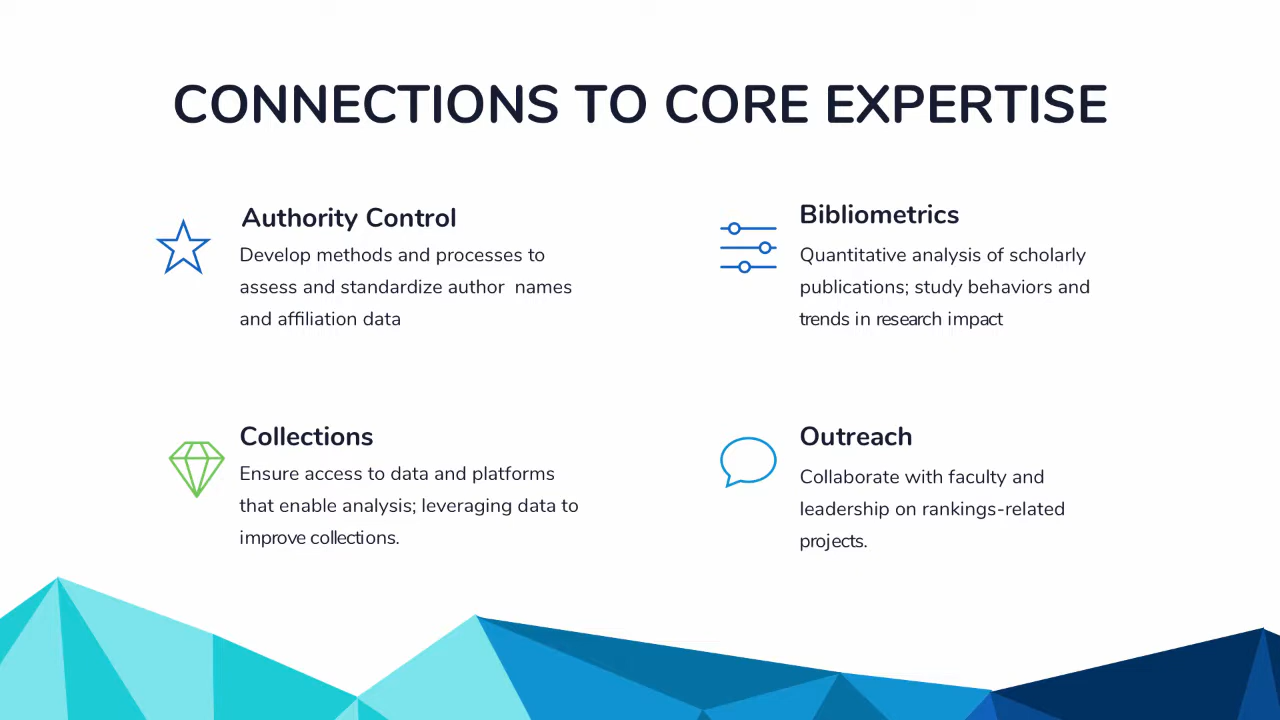 CONNECTIONS TO CORE EXPERTISE
Authority Control
Develop methods and processes to
assess and standardize author  names
and affiliation data
Bibliometrics
Quantitative analysis of scholarly
publications; study behaviors and
trends in research impact
Collections
Ensure access to data and platforms
that enable analysis; leveraging data to
improve collections.
Outreach
Collaborate with faculty and
leadership on rankings-related
projects.